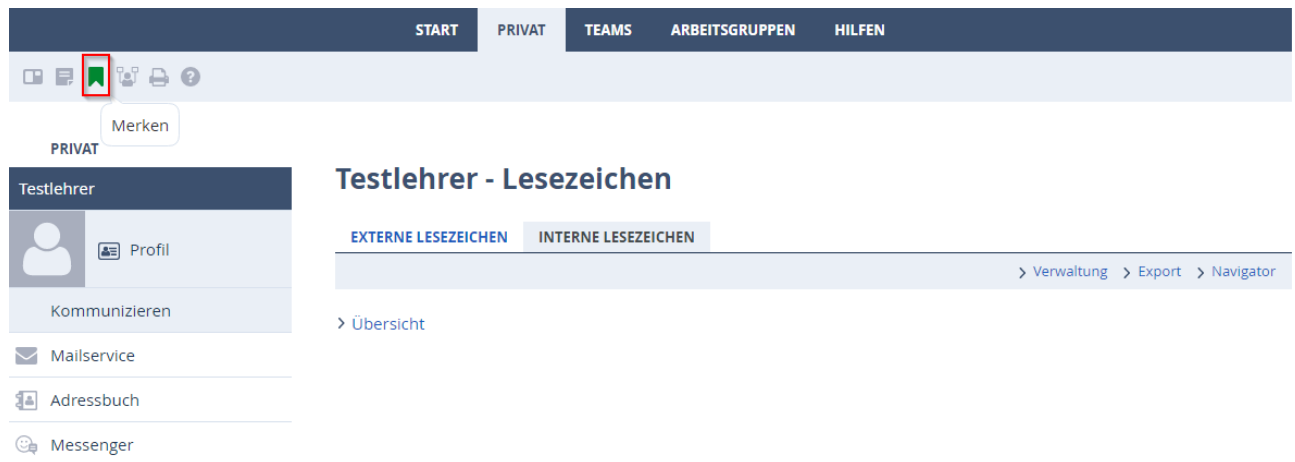 START PRIVAT TEAMS ARBEITSGRUPPEN HILFEN
Merken
PRIVAT
Testlehrer
Profil
Kommunizieren
Mailservice
Adressbuch
Messenger
Testlehrer - Lesezeichen
EXTERNE LESEZEICHEN INTERNE LESEZEICHEN
Verwaltung Export Navigator
Übersicht